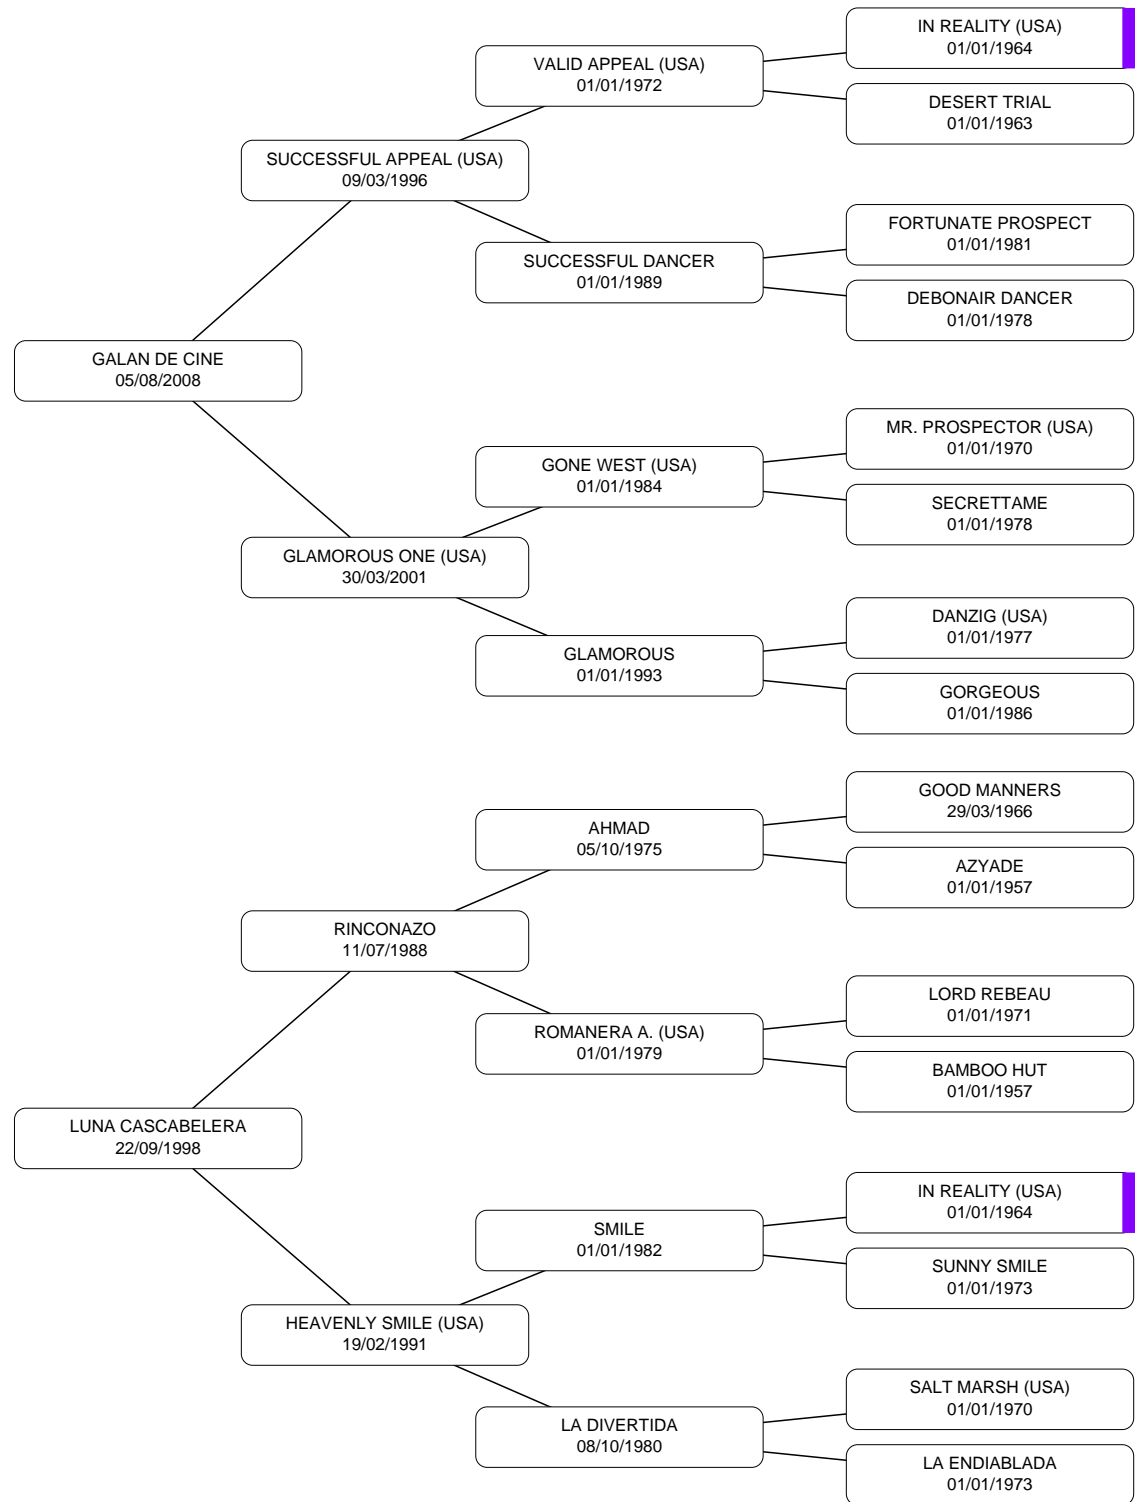 IN REALITY (USA)
01/01/1964
VALID APPEAL (USA)
01/01/1972
DESERT TRIAL
01/01/1963
SUCCESSFUL APPEAL (USA)
09/03/1996
FORTUNATE PROSPECT
01/01/1981
SUCCESSFUL DANCER
01/01/1989
DEBONAIR DANCER
01/01/1978
GALAN DE CINE
05/08/2008
MR. PROSPECTOR (USA)
01/01/1970
GONE WEST (USA)
01/01/1984
SECRETTAME
01/01/1978
GLAMOROUS ONE (USA)
30/03/2001
DANZIG (USA)
01/01/1977
GLAMOROUS
01/01/1993
GORGEOUS
01/01/1986
GOOD MANNERS
29/03/1966
AHMAD
05/10/1975
AZYADE
01/01/1957
RINCONAZO
11/07/1988
LORD REBEAU
01/01/1971
ROMANERA A. (USA)
01/01/1979
BAMBOO HUT
01/01/1957
LUNA CASCABELERA
22/09/1998
IN REALITY (USA)
01/01/1964
SMILE
01/01/1982
SUNNY SMILE
01/01/1973
HEAVENLY SMILE (USA)
19/02/1991
SALT MARSH (USA)
01/01/1970
LA DIVERTIDA
08/10/1980
LA ENDIABLADA
01/01/1973